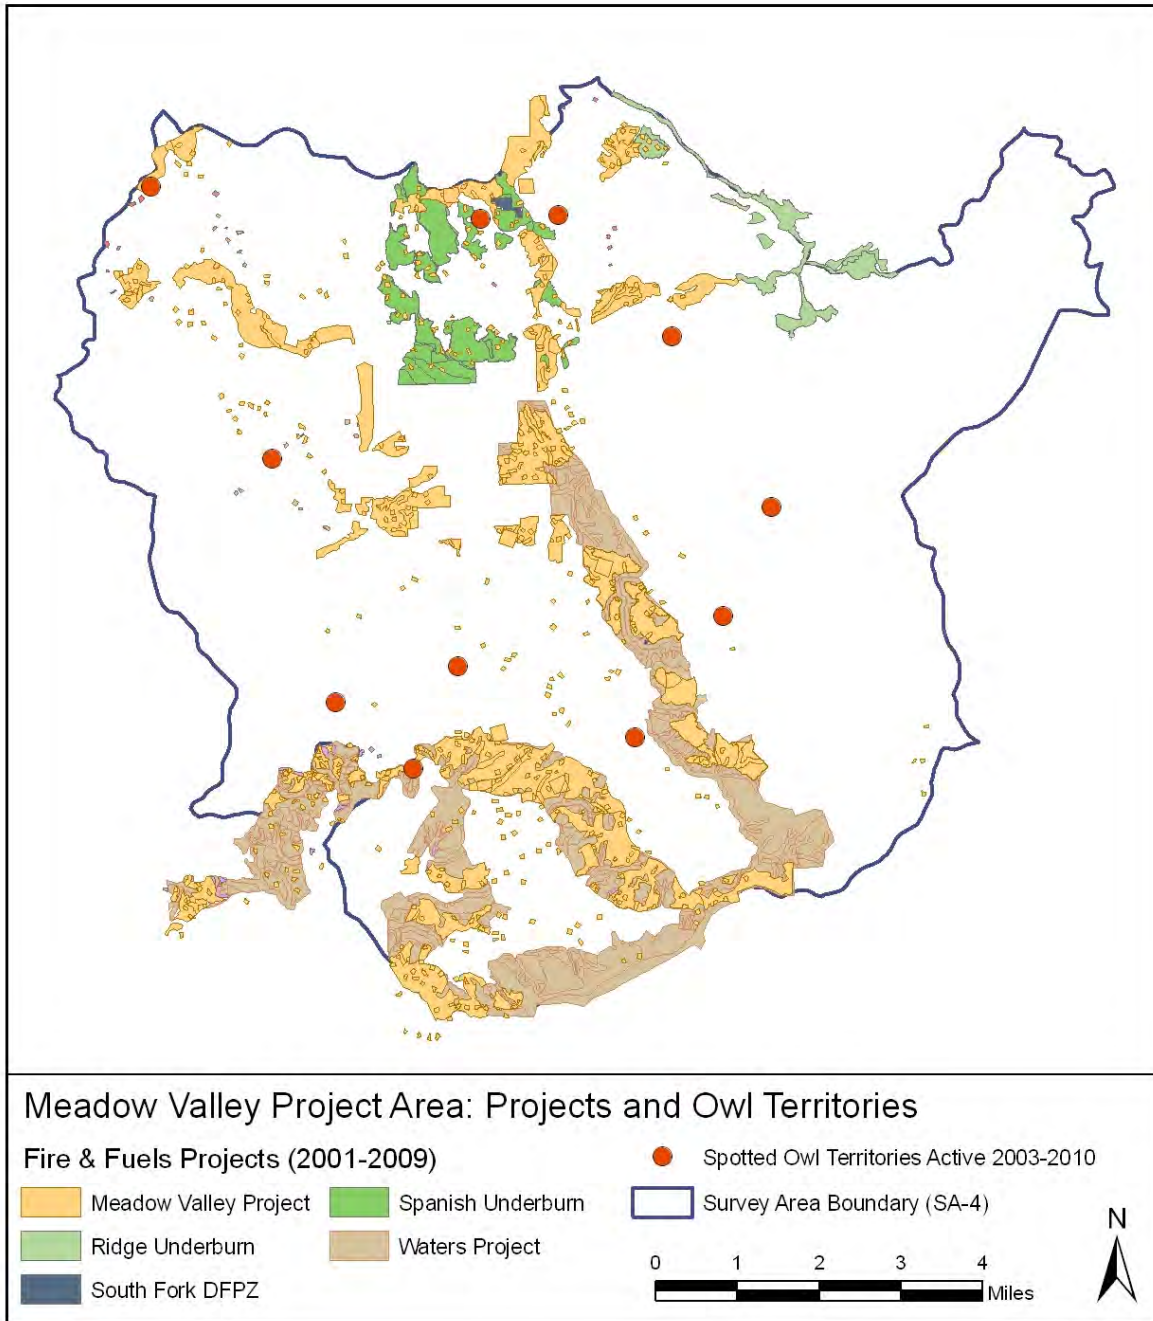 Meadow Valley Project Area: Projects and Owl Territories
Fire & Fuels Projects (2001-2009)
Meadow Valley Project
Spanish Underburn
Ridge Underburn
Waters Project
South Fork DFPZ
Spotted Owl Territories Active 2003-2010
Survey Area Boundary (SA-4)
0 1 2 3 4
Miles
N